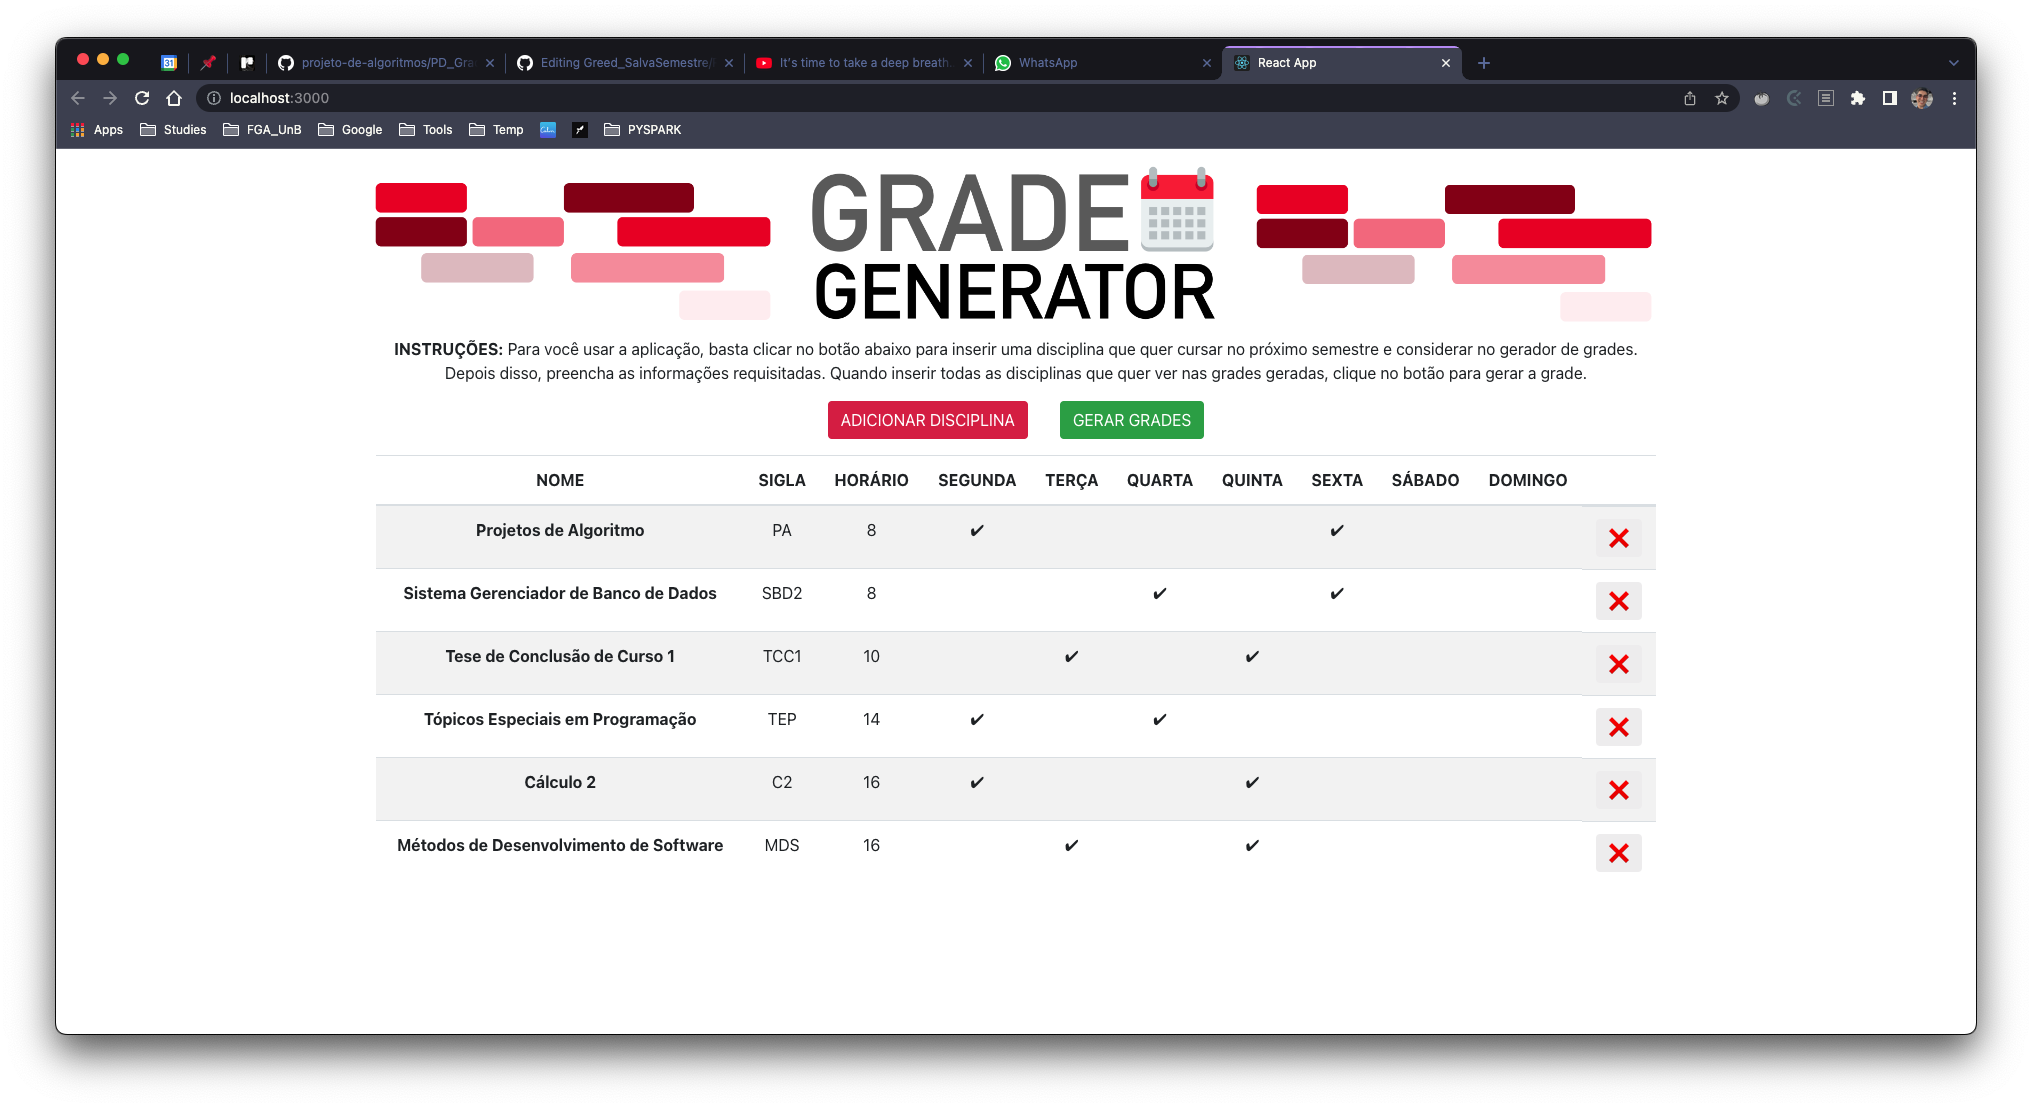 31
projeto-de-algoritmos/PD_Gra
Editing Greed_SalvaSemestre/
It's time to take a deep breath.
WhatsApp
React App
localhost:3000
Apps Studies FGA_UnB Google Tools Temp PYSPARK
GRADE
GENERATOR
INSTRUÇÕES: Para você usar a aplicação, basta clicar no botão abaixo para inserir uma disciplina que quer cursar no próximo semestre e considerar no gerador de grades.
Depois disso, preencha as informações requisitadas. Quando inserir todas as disciplinas que quer ver nas grades geradas, clique no botão para gerar a grade.
ADICIONAR DISCIPLINA GERAR GRADES
NOME SIGLA HORÁRIO SEGUNDA TERÇA QUARTA QUINTA SEXTA SÁBADO DOMINGO
Projetos de Algoritmo PA 8 ✔ ✔
Sistema Gerenciador de Banco de Dados SBD2 8 ✔ ✔
Tese de Conclusão de Curso 1 TCC1 10 ✔ ✔
Tópicos Especiais em Programação TEP 14 ✔ ✔
Cálculo 2 C2 16 ✔ ✔
Métodos de Desenvolvimento de Software MDS 16 ✔ ✔